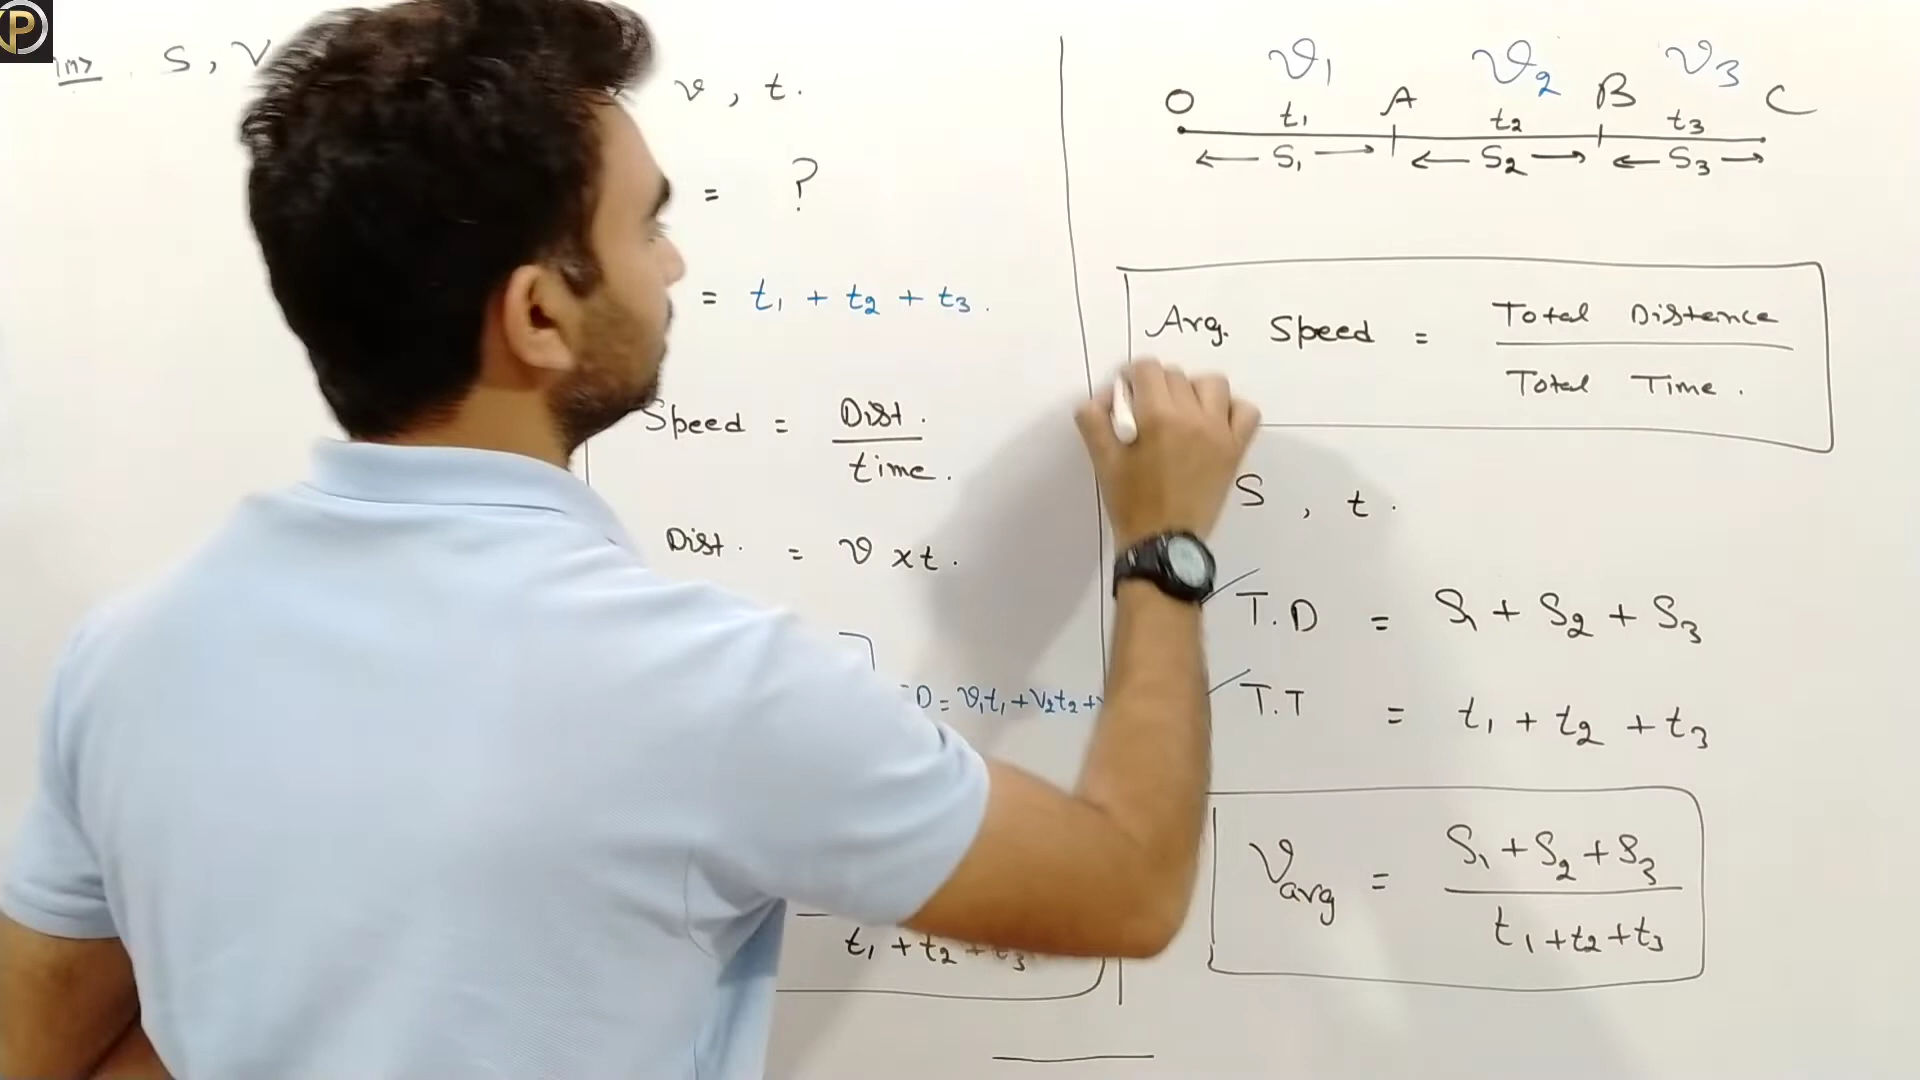 P
S, V
v, t.
= ?
= t₁ + t₂ + t₃.
Speed = Dist. / time.
Dist. = v x t.
D = v₁t₁ + v₂t₂ +
t₁ + t₂ + t₃
v₁ v₂ v₃
O t₁ A t₂ B t₃ C
S₁ S₂ S₃
Avg. Speed = Total Distance / Total Time.
S, t.
T.D = S₁ + S₂ + S₃
T.T = t₁ + t₂ + t₃
Vavg = S₁ + S₂ + S₃ / t₁ + t₂ + t₃